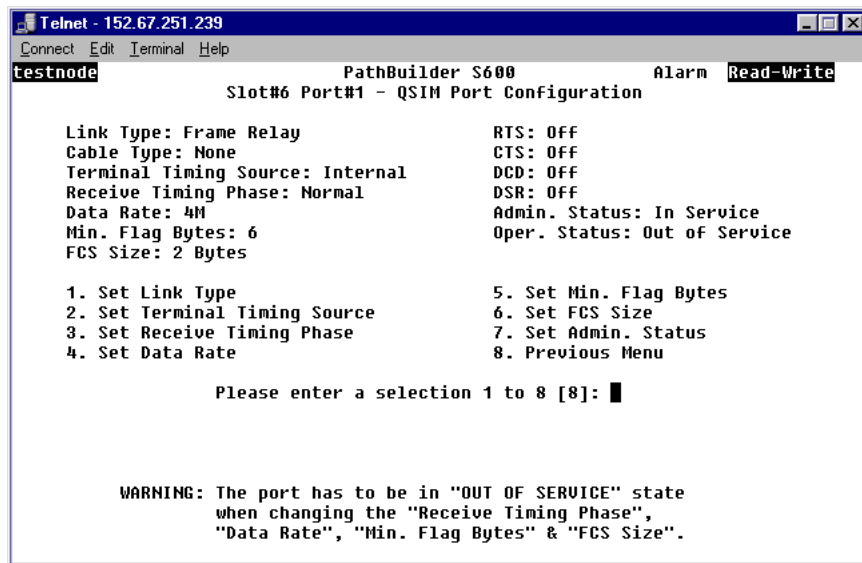 Telnet - 152.67.251.239
Connect Edit Terminal Help
testnode PathBuilder S600 Alarm Read-Write
Slot#6 Port#1 - QSIM Port Configuration
Link Type: Frame Relay RTS: Off
Cable Type: None CTS: Off
Terminal Timing Source: Internal DCD: Off
Receive Timing Phase: Normal DSR: Off
Data Rate: 4M Admin. Status: In Service
Min. Flag Bytes: 6 Oper. Status: Out of Service
FCS Size: 2 Bytes
1. Set Link Type 5. Set Min. Flag Bytes
2. Set Terminal Timing Source 6. Set FCS Size
3. Set Receive Timing Phase 7. Set Admin. Status
4. Set Data Rate 8. Previous Menu
Please enter a selection 1 to 8 [8]:
WARNING: The port has to be in "OUT OF SERVICE" state
when changing the "Receive Timing Phase",
"Data Rate", "Min. Flag Bytes" & "FCS Size".